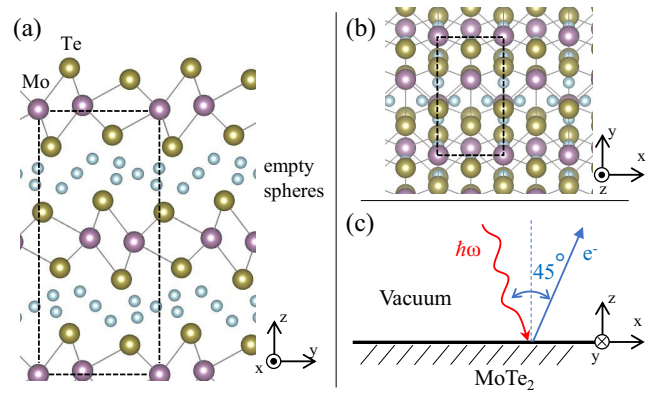 (a)
Te
Mo
empty
spheres
z
x
y
(b)
y
z
x
(c)
ħω
45°
e⁻
Vacuum
z
x
y
MoTe₂